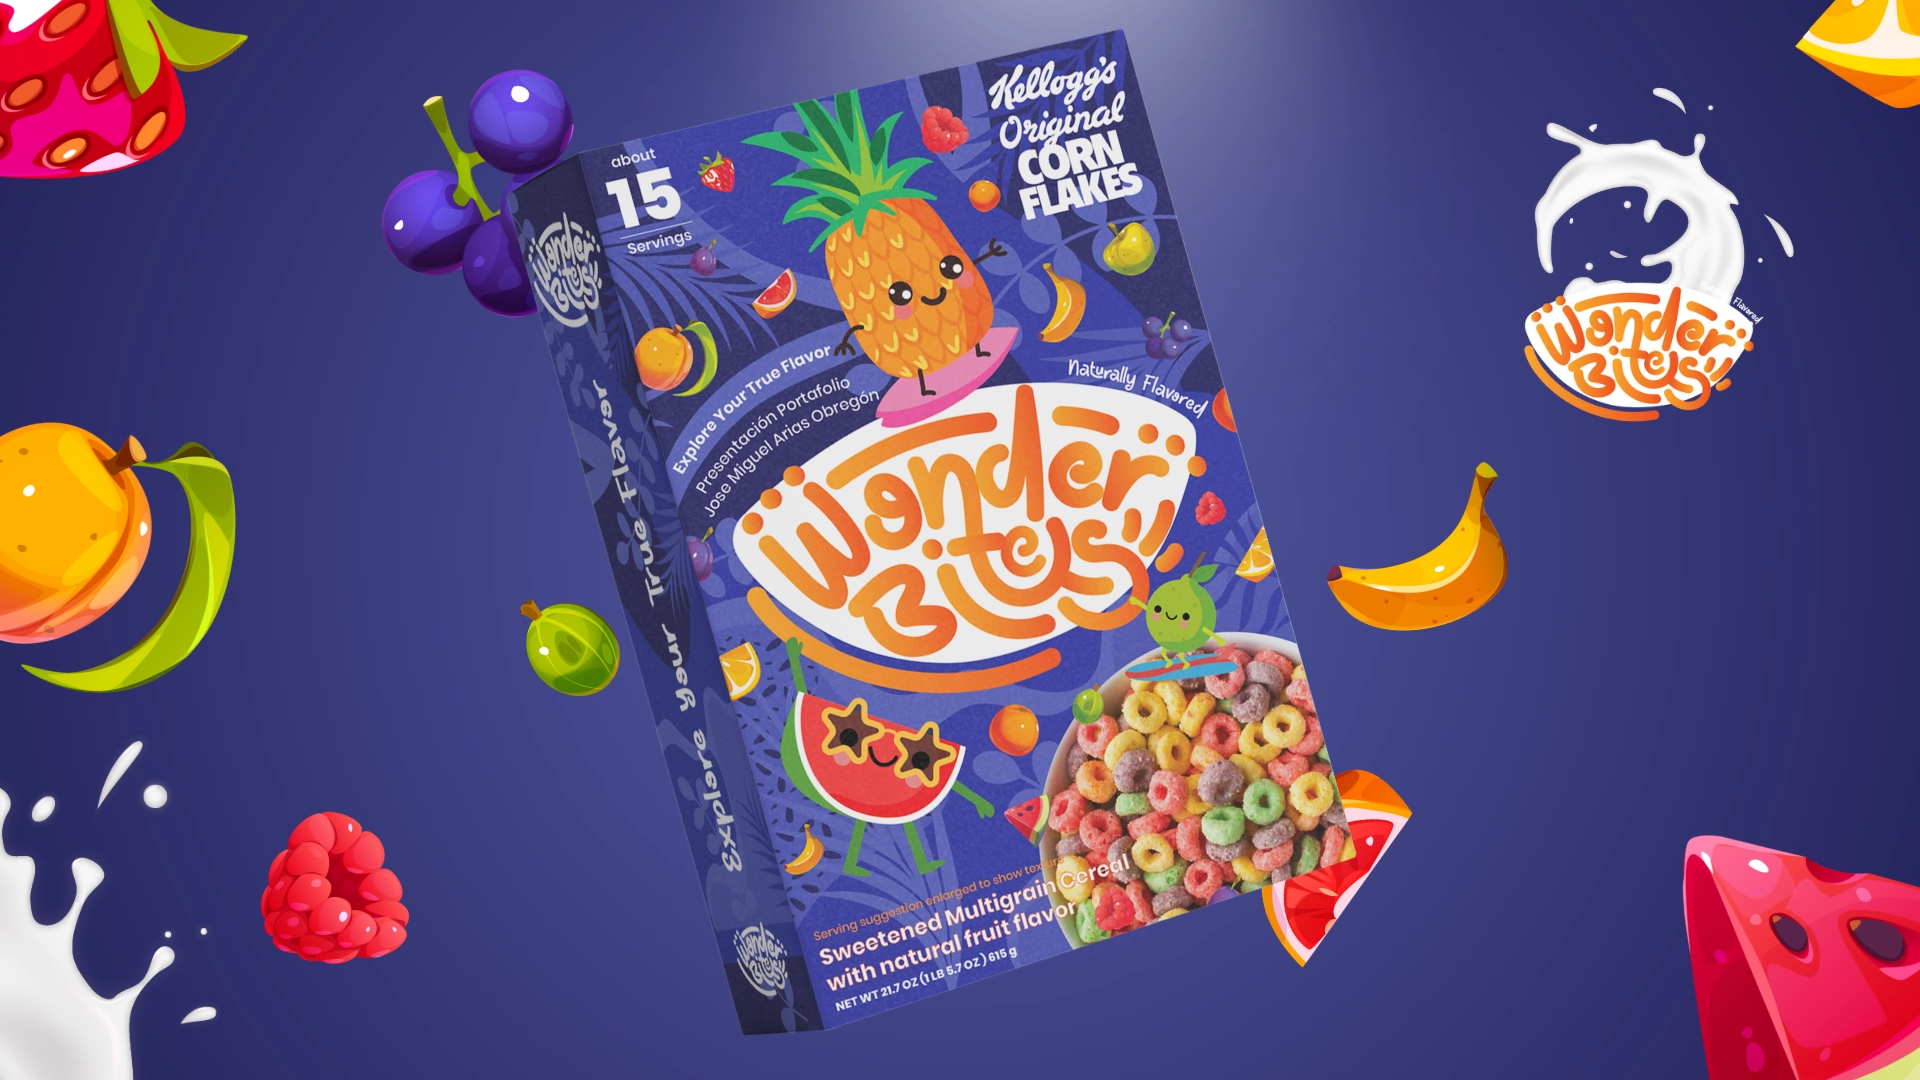 about
15
Servings
Kellogg's
Original
CORN
FLAKES
Explore Your True Flavor
Presentación Portafolio
Jose Miguel Arias Obregón
Naturally Flavored
Wonder
Bites
Serving suggestion enlarged to show texture
Sweetened Multigrain Cereal
with natural fruit flavor
NET WT 21.7 OZ (1 LB 5.7 OZ) 615 g
Wonder
Bites
Explore your True Flavor
Wonder
Bites
Flavored
Wonder
Bites